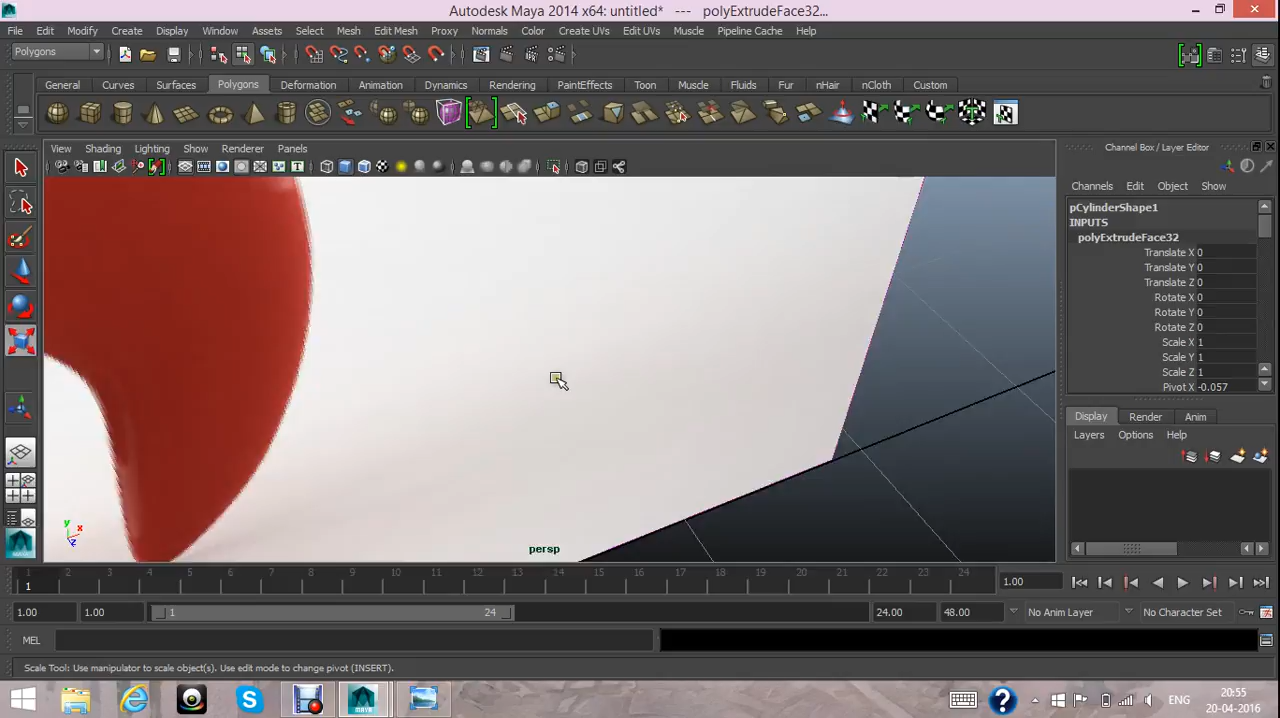 Autodesk Maya 2014 x64: untitled* --- polyExtrudeFace32...
File Edit Modify Create Display Window Assets Select Mesh Edit Mesh Proxy Normals Color Create UVs Edit UVs Muscle Pipeline Cache Help
Polygons
General Curves Surfaces Polygons Deformation Animation Dynamics Rendering PaintEffects Toon Muscle Fluids Fur nHair nCloth Custom
View Shading Lighting Show Renderer Panels
Channel Box / Layer Editor
Channels Edit Object Show
pCylinderShape1
INPUTS
polyExtrudeFace32
Translate X 0
Translate Y 0
Translate Z 0
Rotate X 0
Rotate Y 0
Rotate Z 0
Scale X 1
Scale Y 1
Scale Z 1
Pivot X -0.057
Display Render Anim
Layers Options Help
y x z
persp
1 2 3 4 5 6 7 8 9 10 11 12 13 14 15 16 17 18 19 20 21 22 23 24
1
1.00
1.00 1.00 1 24 24.00 48.00 No Anim Layer No Character Set
MEL
Scale Tool: Use manipulator to scale object(s). Use edit mode to change pivot (INSERT).
ENG
20:55
20-04-2016